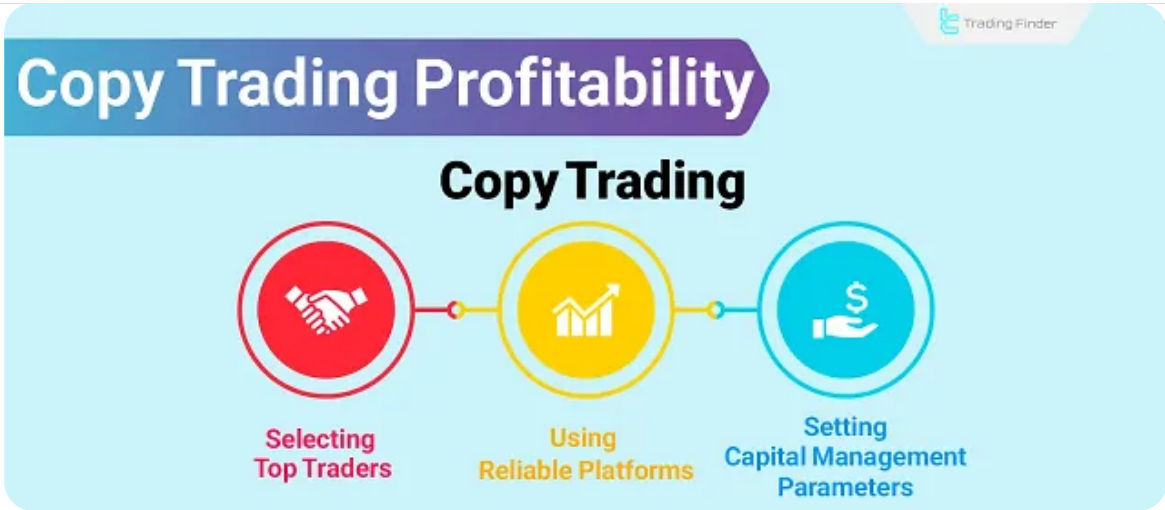 Trading Finder
Copy Trading Profitability
Copy Trading
$
Selecting
Top Traders
Using
Reliable Platforms
Setting
Capital Management
Parameters